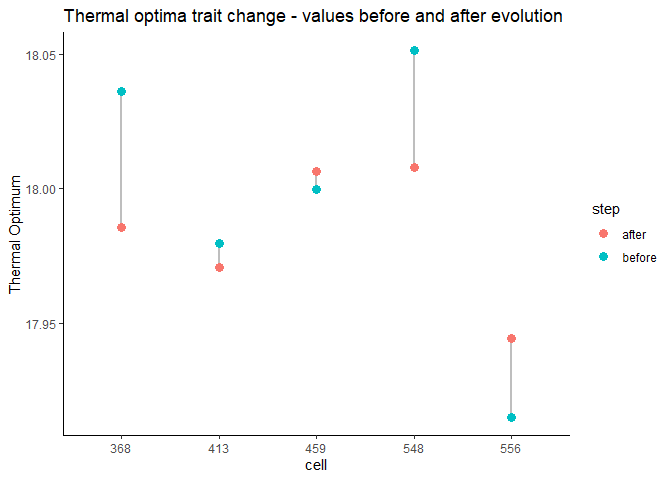 Thermal optima trait change - values before and after evolution
18.05
18.00
17.95
Thermal Optimum
368 413 459 548 556
cell
step
after
before